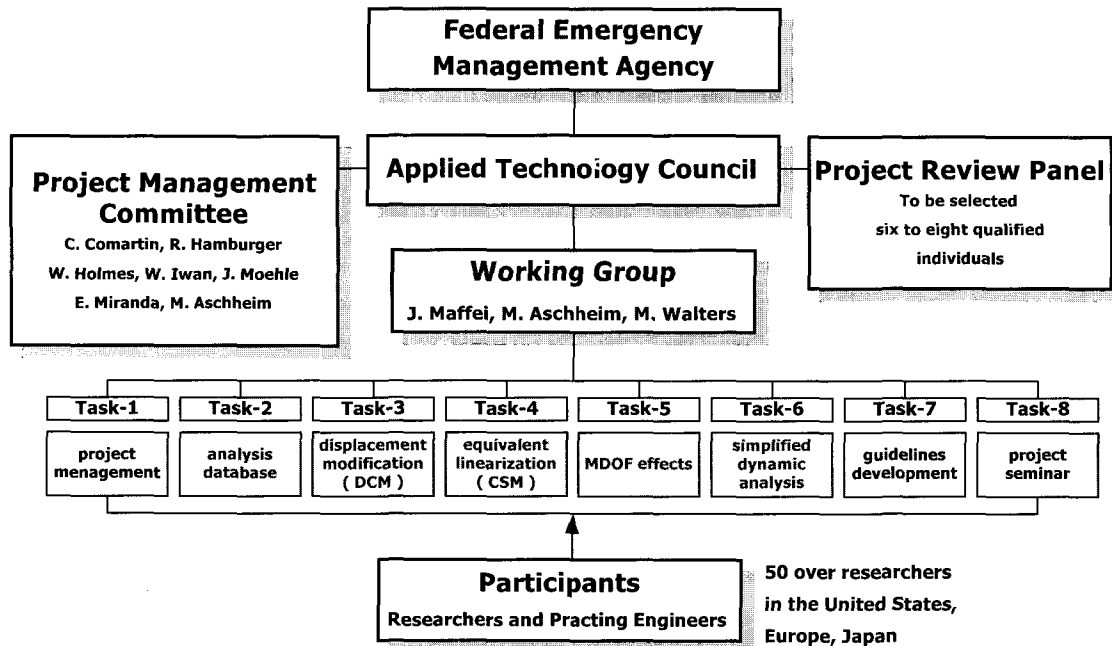 Federal Emergency
Management Agency
Applied Technology Council
Project Management
Committee
C. Comartin, R. Hamburger
W. Holmes, W. Iwan, J. Moehle
E. Miranda, M. Aschheim
Project Review Panel
To be selected
six to eight qualified
individuals
Working Group
J. Maffei, M. Aschheim, M. Walters
Task-1
Task-2
Task-3
Task-4
Task-5
Task-6
Task-7
Task-8
project
menagement
analysis
database
displacement
modification
( DCM )
equivalent
linearization
( CSM )
MDOF effects
simplified
dynamic
analysis
guidelines
development
project
seminar
Participants
Researchers and Practing Engineers
50 over researchers
in the United States,
Europe, Japan